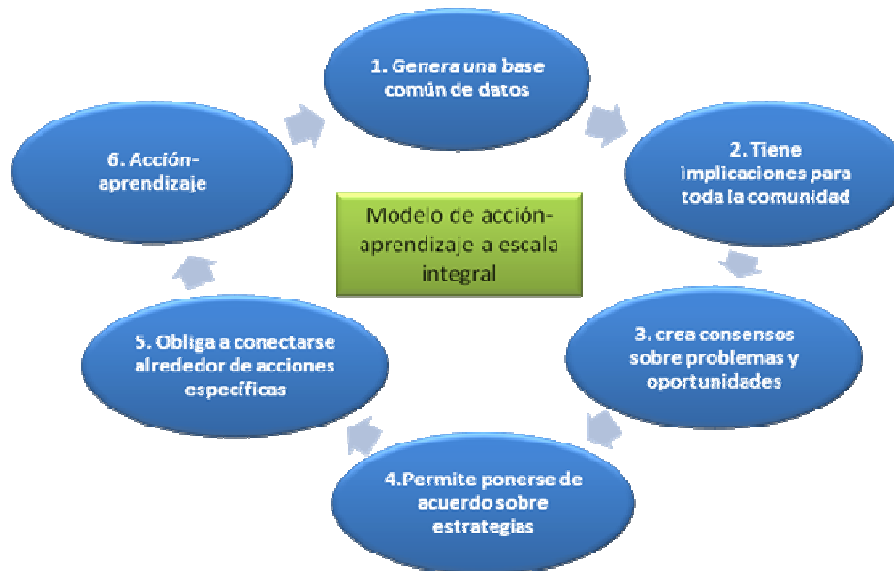 1. Genera una base
común de datos
2. Tiene
implicaciones para
toda la comunidad
3. crea consensos
sobre problemas y
oportunidades
4.Permite ponerse de
acuerdo sobre
estrategias
5. Obliga a conectarse
alrededor de acciones
específicas
6. Acción-
aprendizaje
Modelo de acción-
aprendizaje a escala
integral